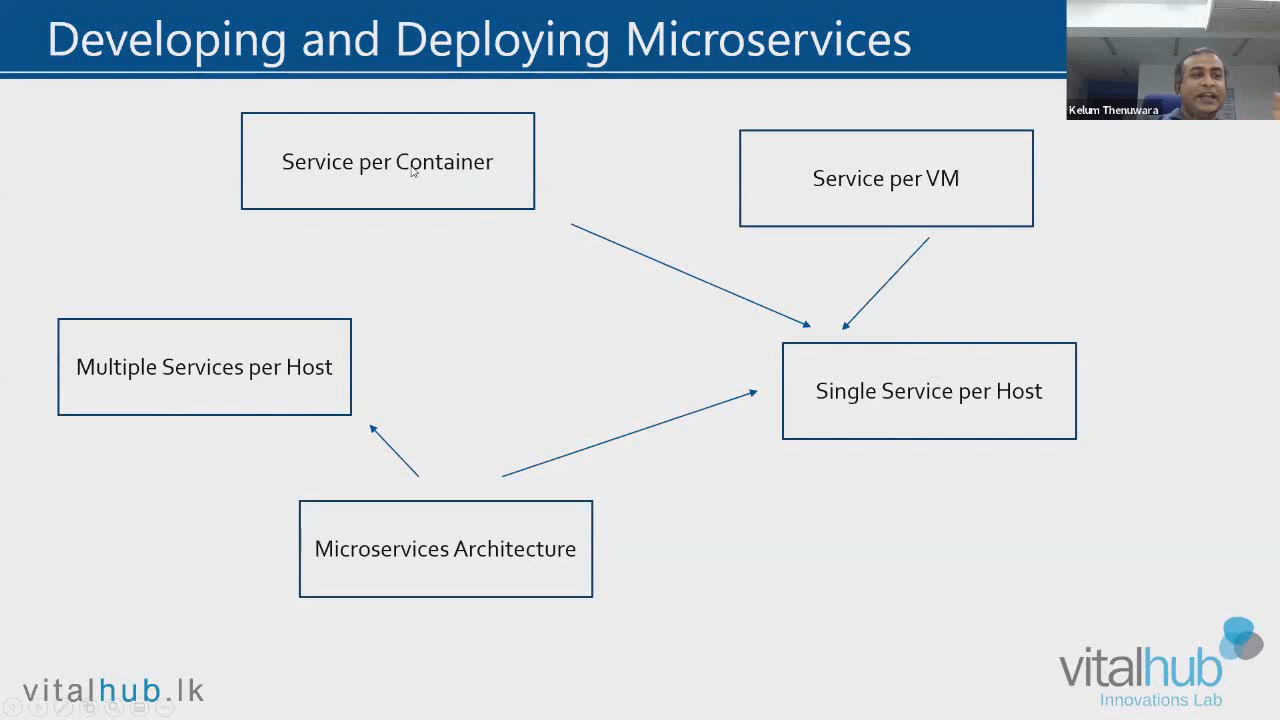 Developing and Deploying Microservices
Kelum Thenuwara
Service per Container
Service per VM
Multiple Services per Host
Single Service per Host
Microservices Architecture
vitalhub.lk
vitalhub
Innovations Lab